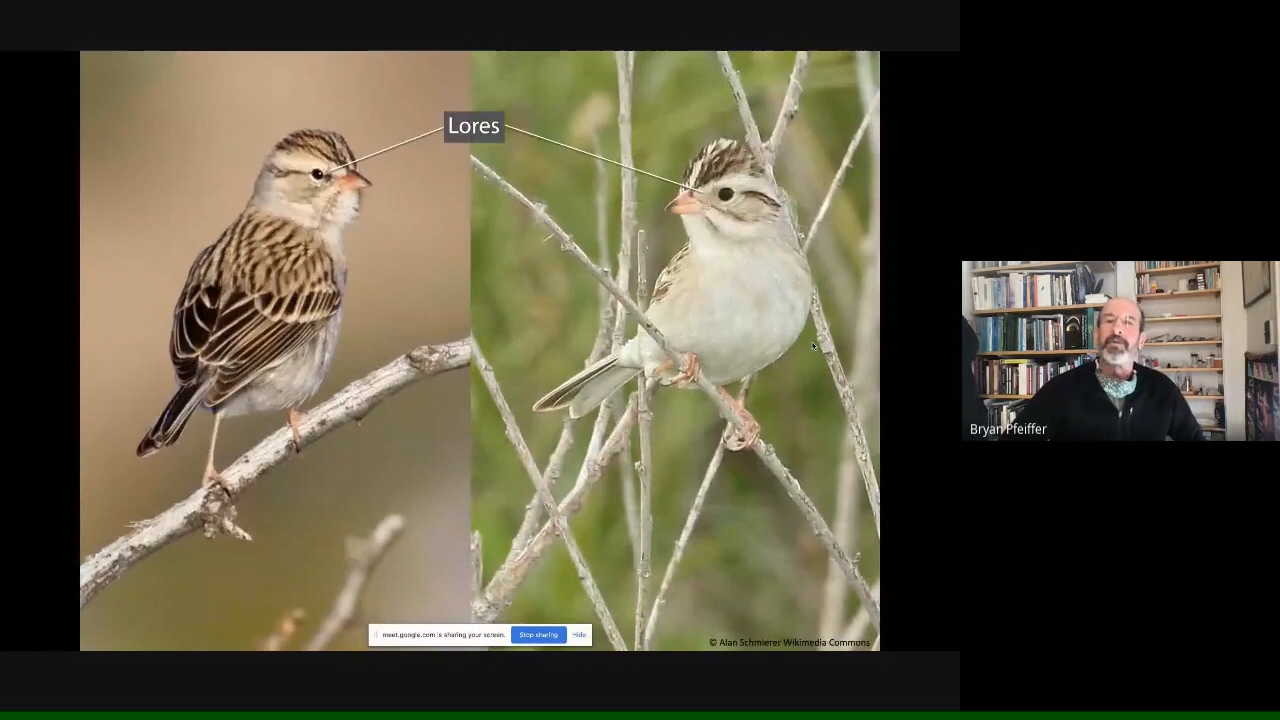 Lores
meet.google.com is sharing your screen.
Stop sharing
Hide
© Alan Schmierer Wikimedia Commons
Bryan Pfeiffer